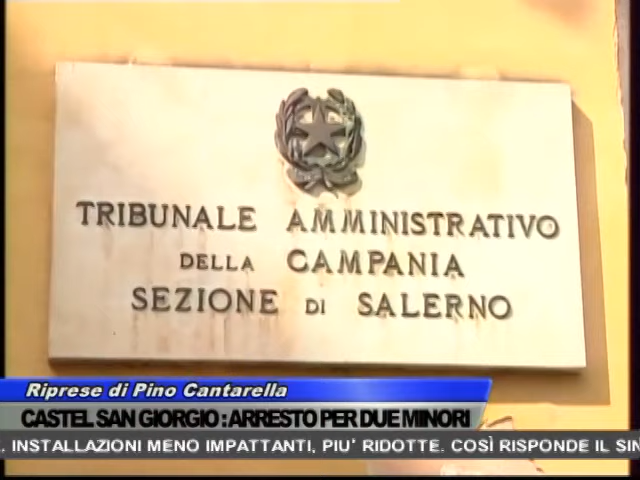 TRIBUNALE AMMINISTRATIVO
DELLA CAMPANIA
SEZIONE DI SALERNO
Riprese di Pino Cantarella
CASTEL SAN GIORGIO : ARRESTO PER DUE MINORI
. INSTALLAZIONI MENO IMPATTANTI, PIU' RIDOTTE. COSÌ RISPONDE IL